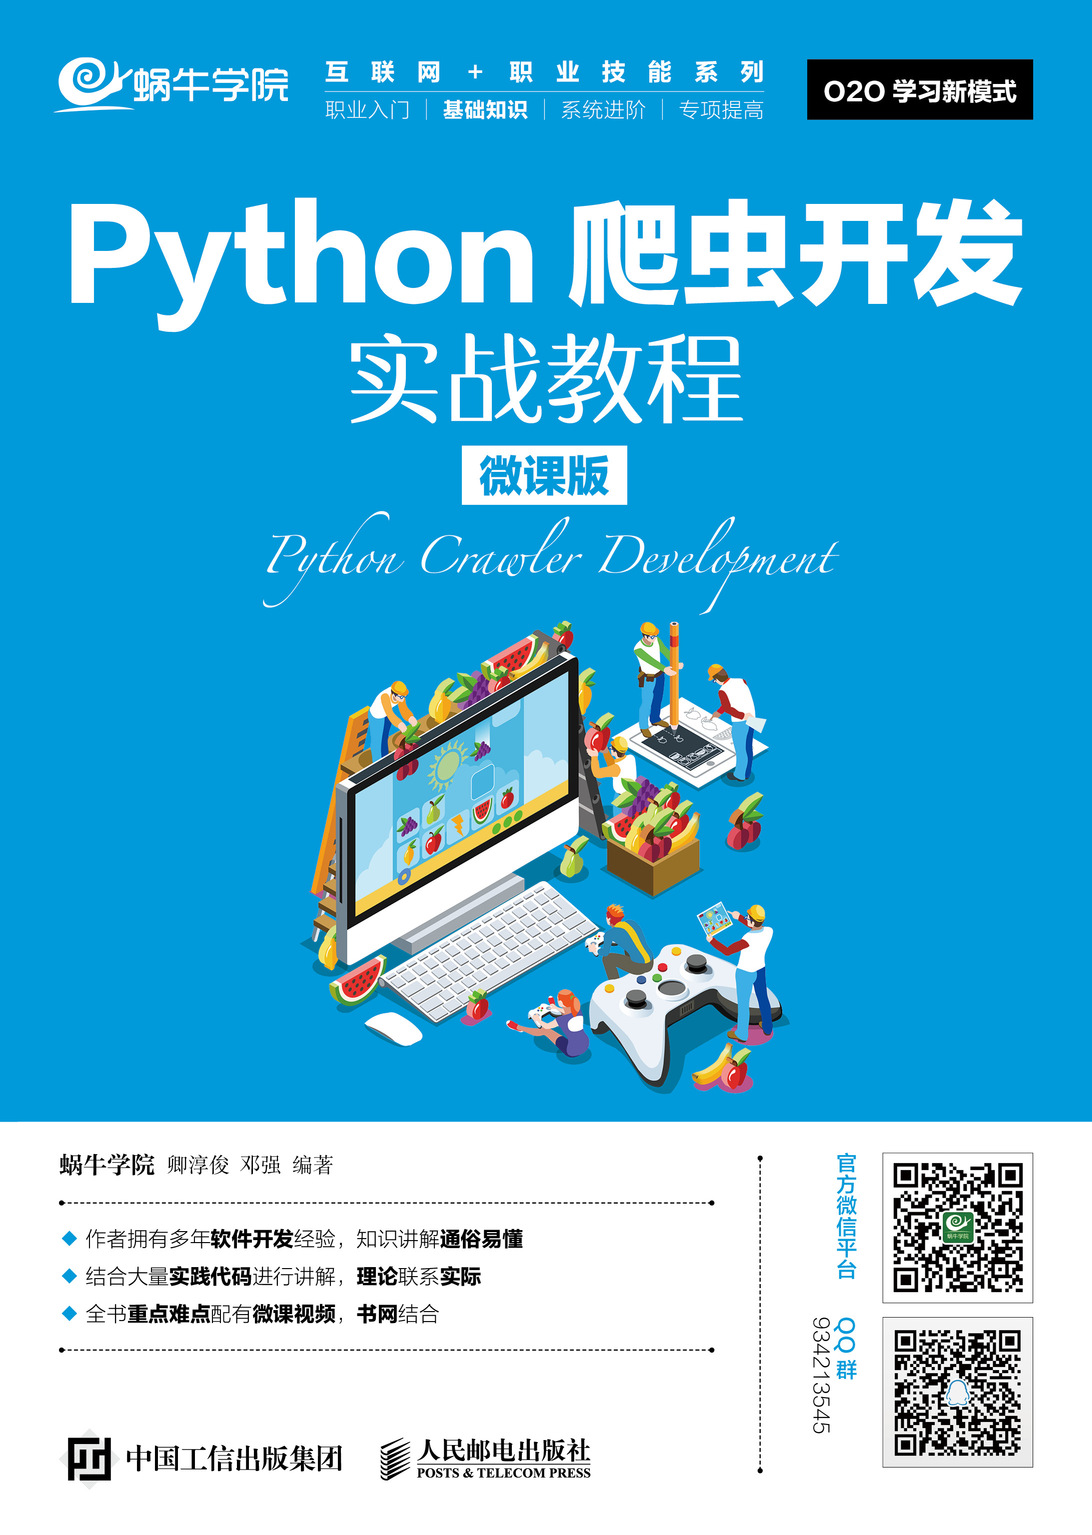 蜗牛学院
互联网+职业技能系列
职业入门｜基础知识｜系统进阶｜专项提高
O2O 学习新模式
Python 爬虫开发
实战教程
微课版
Python Crawler Development
蜗牛学院 卿淳俊 邓强 编著
作者拥有多年软件开发经验，知识讲解通俗易懂
结合大量实践代码进行讲解，理论联系实际
全书重点难点配有微课视频，书网结合
官方微信平台
蜗牛学院
QQ群
934213545
中国工信出版集团
人民邮电出版社
POSTS & TELECOM PRESS